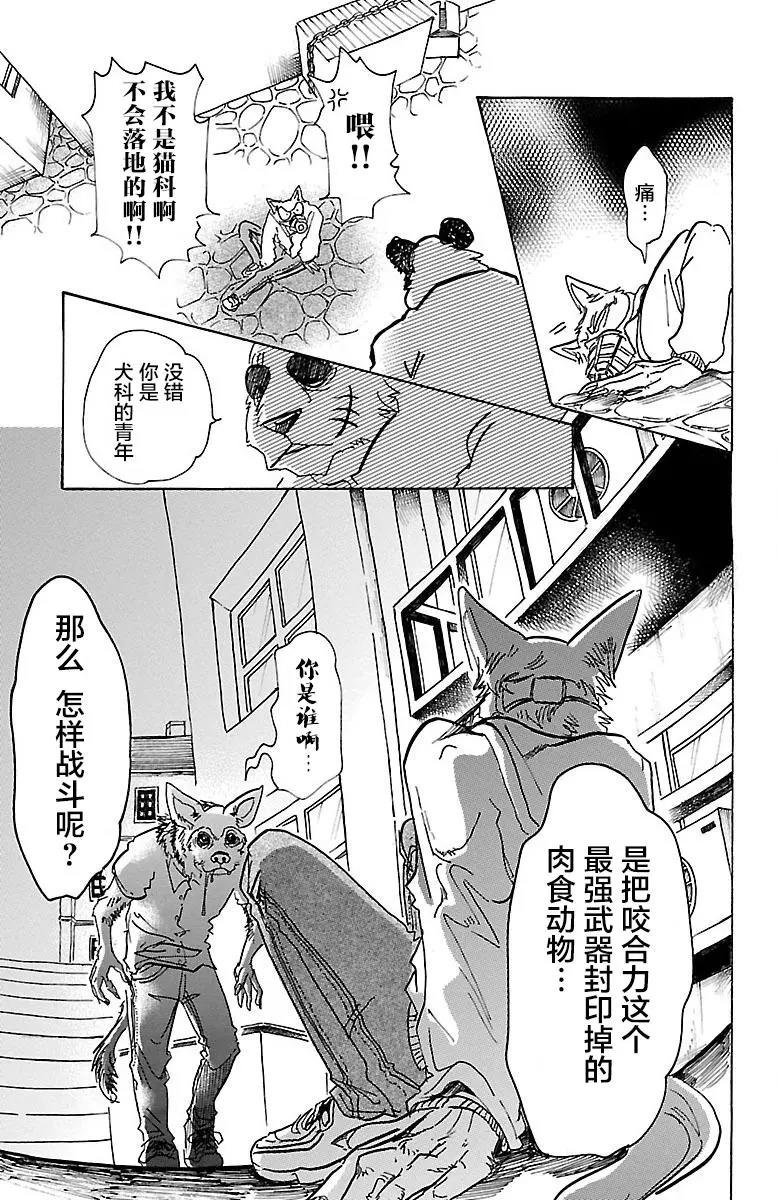 痛…
喂!!
我不是猫科啊
不会落地的啊!!
没错
你是
犬科的青年
是把咬合力这个
最强武器封印掉的
肉食动物…
你是谁啊…
那么 怎样战斗呢?